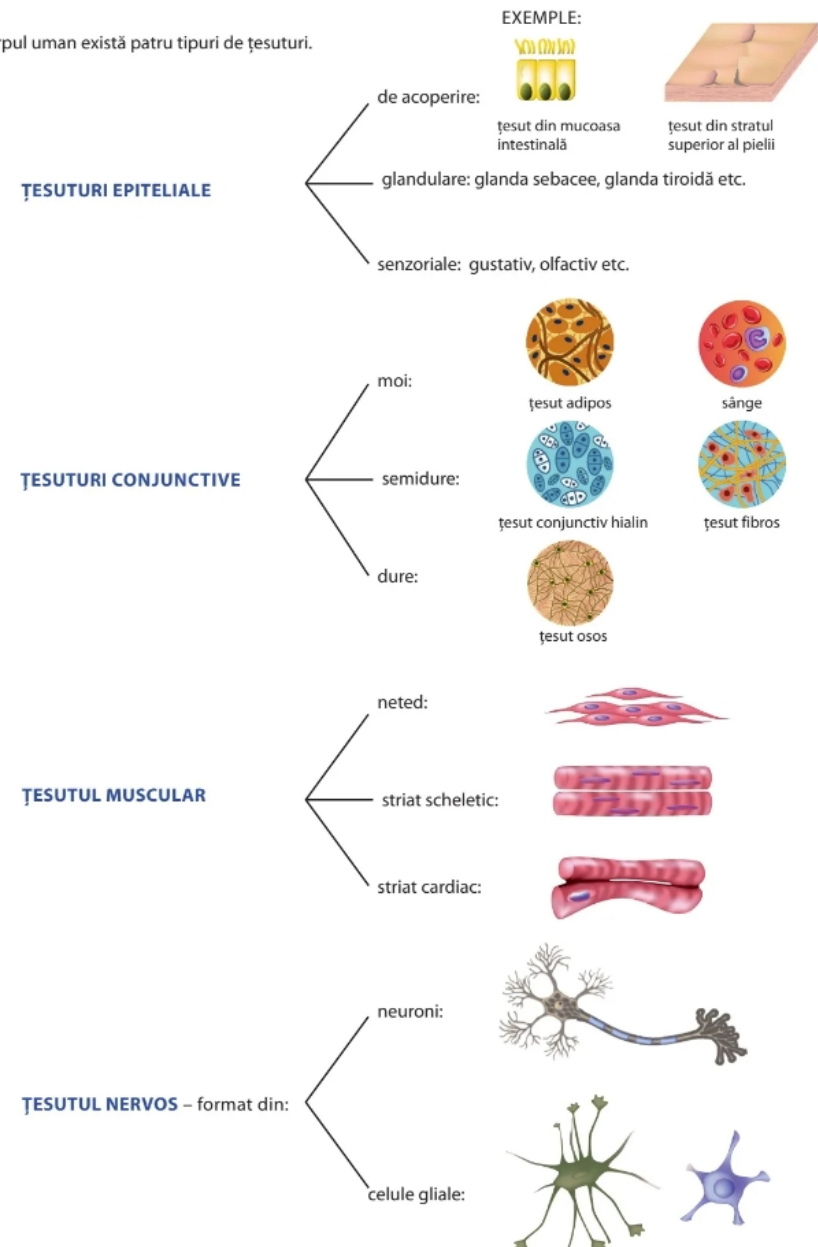 EXEMPLE:
rpul uman există patru tipuri de țesuturi.
de acoperire:
țesut din mucoasa
intestinală
țesut din stratul
superior al pielii
ȚESUTURI EPITELIALE
glandulare: glanda sebacee, glanda tiroidă etc.
senzoriale: gustativ, olfactiv etc.
moi:
țesut adipos
sânge
ȚESUTURI CONJUNCTIVE
semidure:
țesut conjunctiv hialin
țesut fibros
dure:
țesut osos
neted:
ȚESUTUL MUSCULAR
striat scheletic:
striat cardiac:
neuroni:
ȚESUTUL NERVOS – format din:
celule gliale: